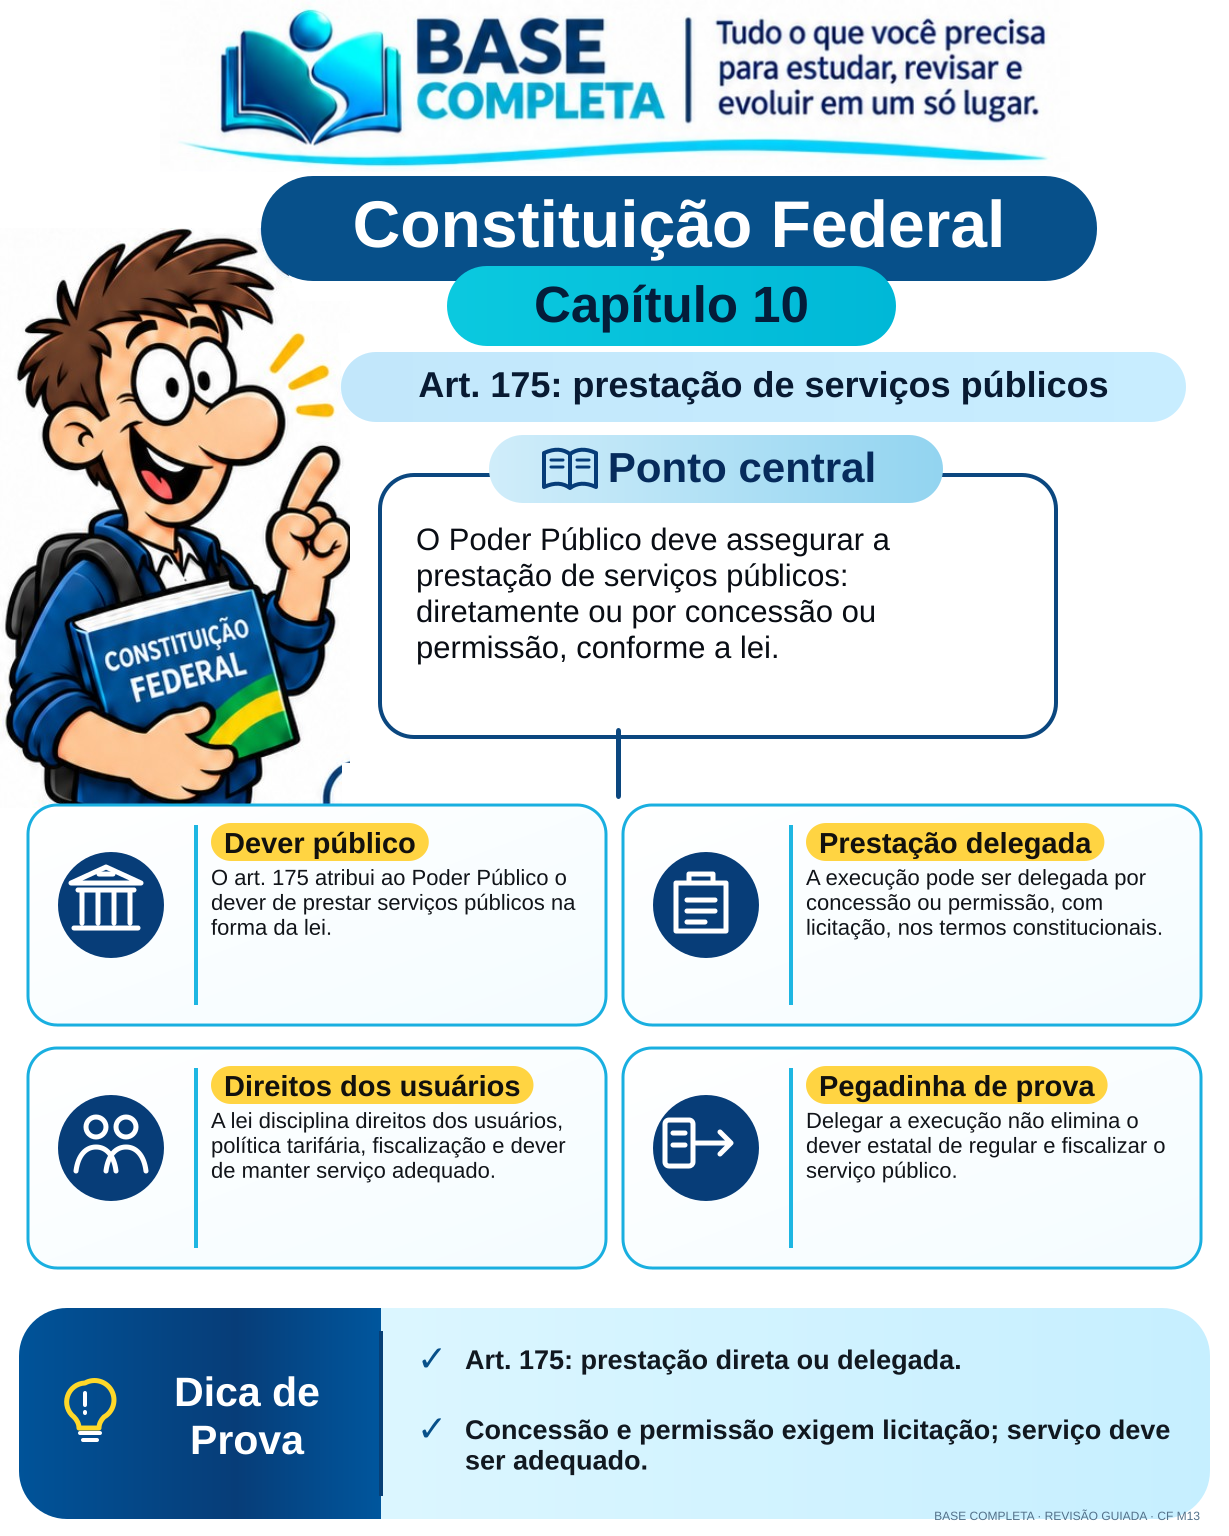 BASE
COMPLETA
Tudo o que você precisa
para estudar, revisar e
evoluir em um só lugar.
Constituição Federal
Capítulo 10
Art. 175: prestação de serviços públicos
Ponto central
O Poder Público deve assegurar a
prestação de serviços públicos:
diretamente ou por concessão ou
permissão, conforme a lei.
CONSTITUIÇÃO
FEDERAL
Dever público
O art. 175 atribui ao Poder Público o
dever de prestar serviços públicos na
forma da lei.
Prestação delegada
A execução pode ser delegada por
concessão ou permissão, com
licitação, nos termos constitucionais.
Direitos dos usuários
A lei disciplina direitos dos usuários,
política tarifária, fiscalização e dever
de manter serviço adequado.
Pegadinha de prova
Delegar a execução não elimina o
dever estatal de regular e fiscalizar o
serviço público.
Dica de
Prova
✓ Art. 175: prestação direta ou delegada.
✓ Concessão e permissão exigem licitação; serviço deve
ser adequado.
BASE COMPLETA · REVISÃO GUIADA · CF M13